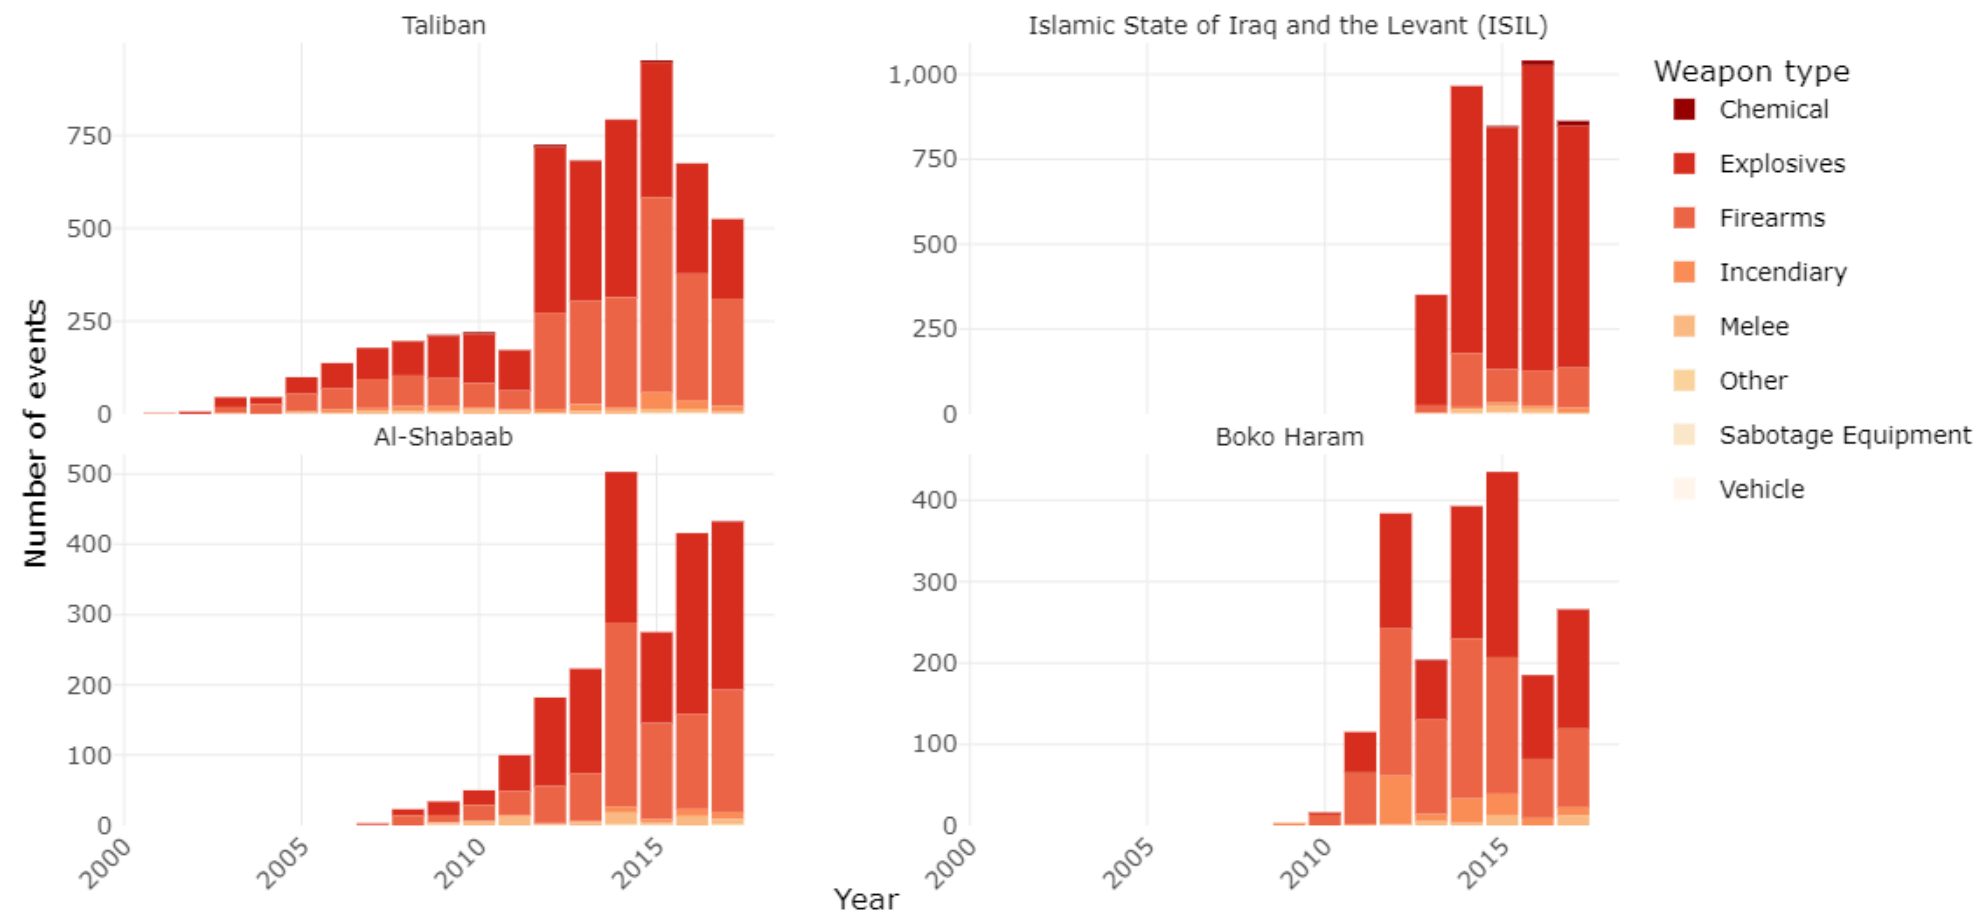 Taliban
Islamic State of Iraq and the Levant (ISIL)
Number of events
750
500
250
0
1,000
750
500
250
0
Weapon type
Chemical
Explosives
Firearms
Incendiary
Melee
Other
Sabotage Equipment
Vehicle
Al-Shabaab
Boko Haram
500
400
300
200
100
0
400
300
200
100
0
2000
2005
2010
2015
2000
2005
2010
2015
Year